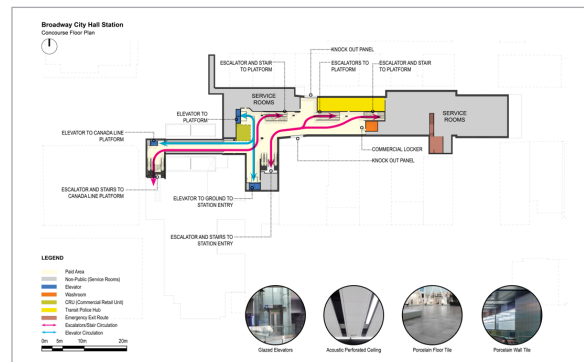 Broadway City Hall Station
Concourse Floor Plan
KNOCK OUT PANEL
ESCALATOR AND STAIR
TO PLATFORM
ESCALATORS TO
PLATFORM
ESCALATOR AND STAIR
TO PLATFORM
SERVICE
ROOMS
ELEVATOR TO
PLATFORM
SERVICE
ROOMS
ELEVATOR TO CANADA LINE
PLATFORM
COMMERCIAL LOCKER
KNOCK OUT PANEL
ESCALATOR AND STAIRS TO
CANADA LINE PLATFORM
ELEVATOR TO GROUND TO
STATION ENTRY
ESCALATOR AND STAIRS TO
STATION ENTRY
LEGEND
Paid Area
Non-Public (Service Rooms)
Elevator
Washroom
CRU (Commercial Retail Unit)
Transit Police Hub
Emergency Exit Route
Escalators/Stair Circulation
Elevator Circulation
0m 5m 10m 20m
Glazed Elevators
Acoustic Perforated Ceiling
Porcelain Floor Tile
Porcelain Wall Tile